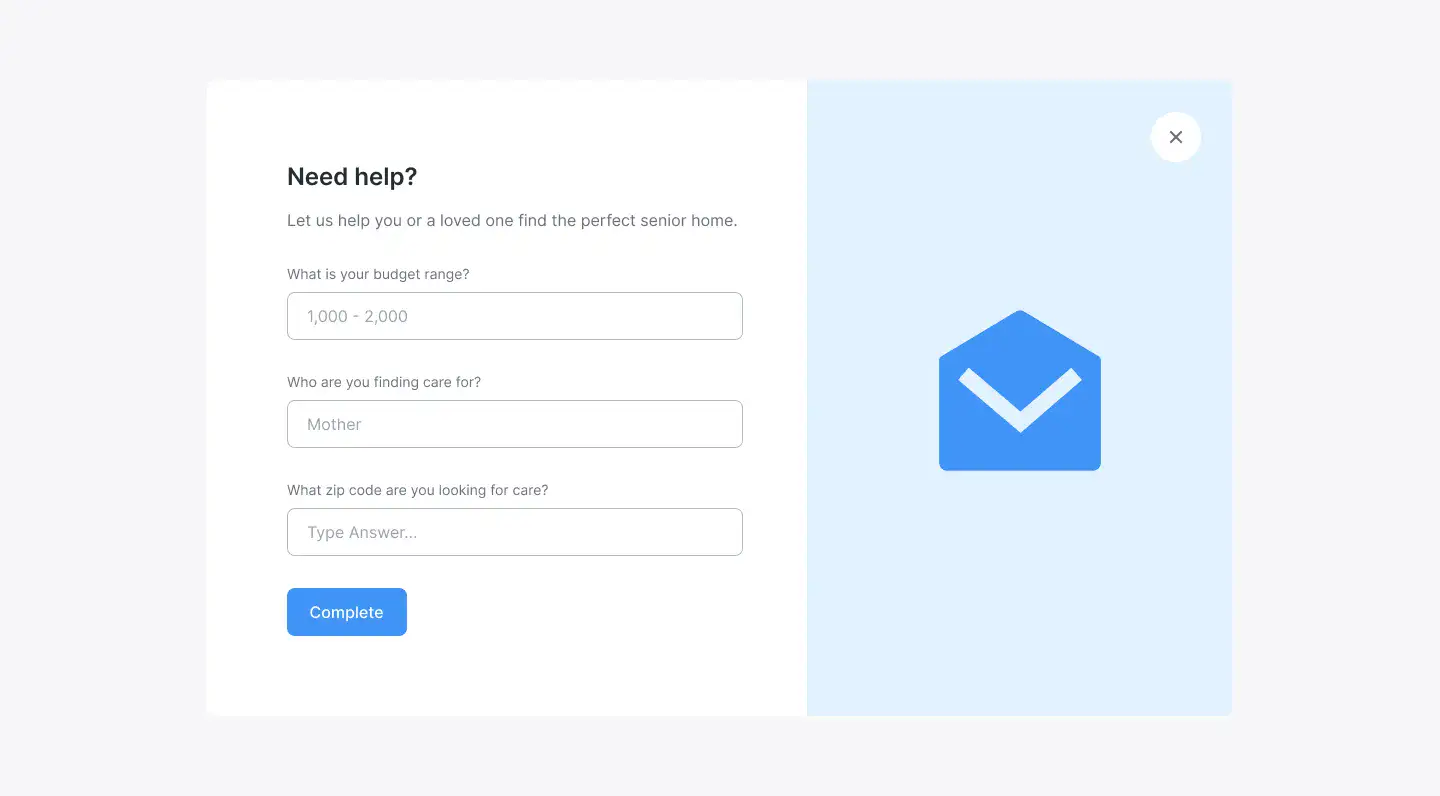 Need help?
Let us help you or a loved one find the perfect senior home.
What is your budget range?
1,000 - 2,000
Who are you finding care for?
Mother
What zip code are you looking for care?
Type Answer...
Complete